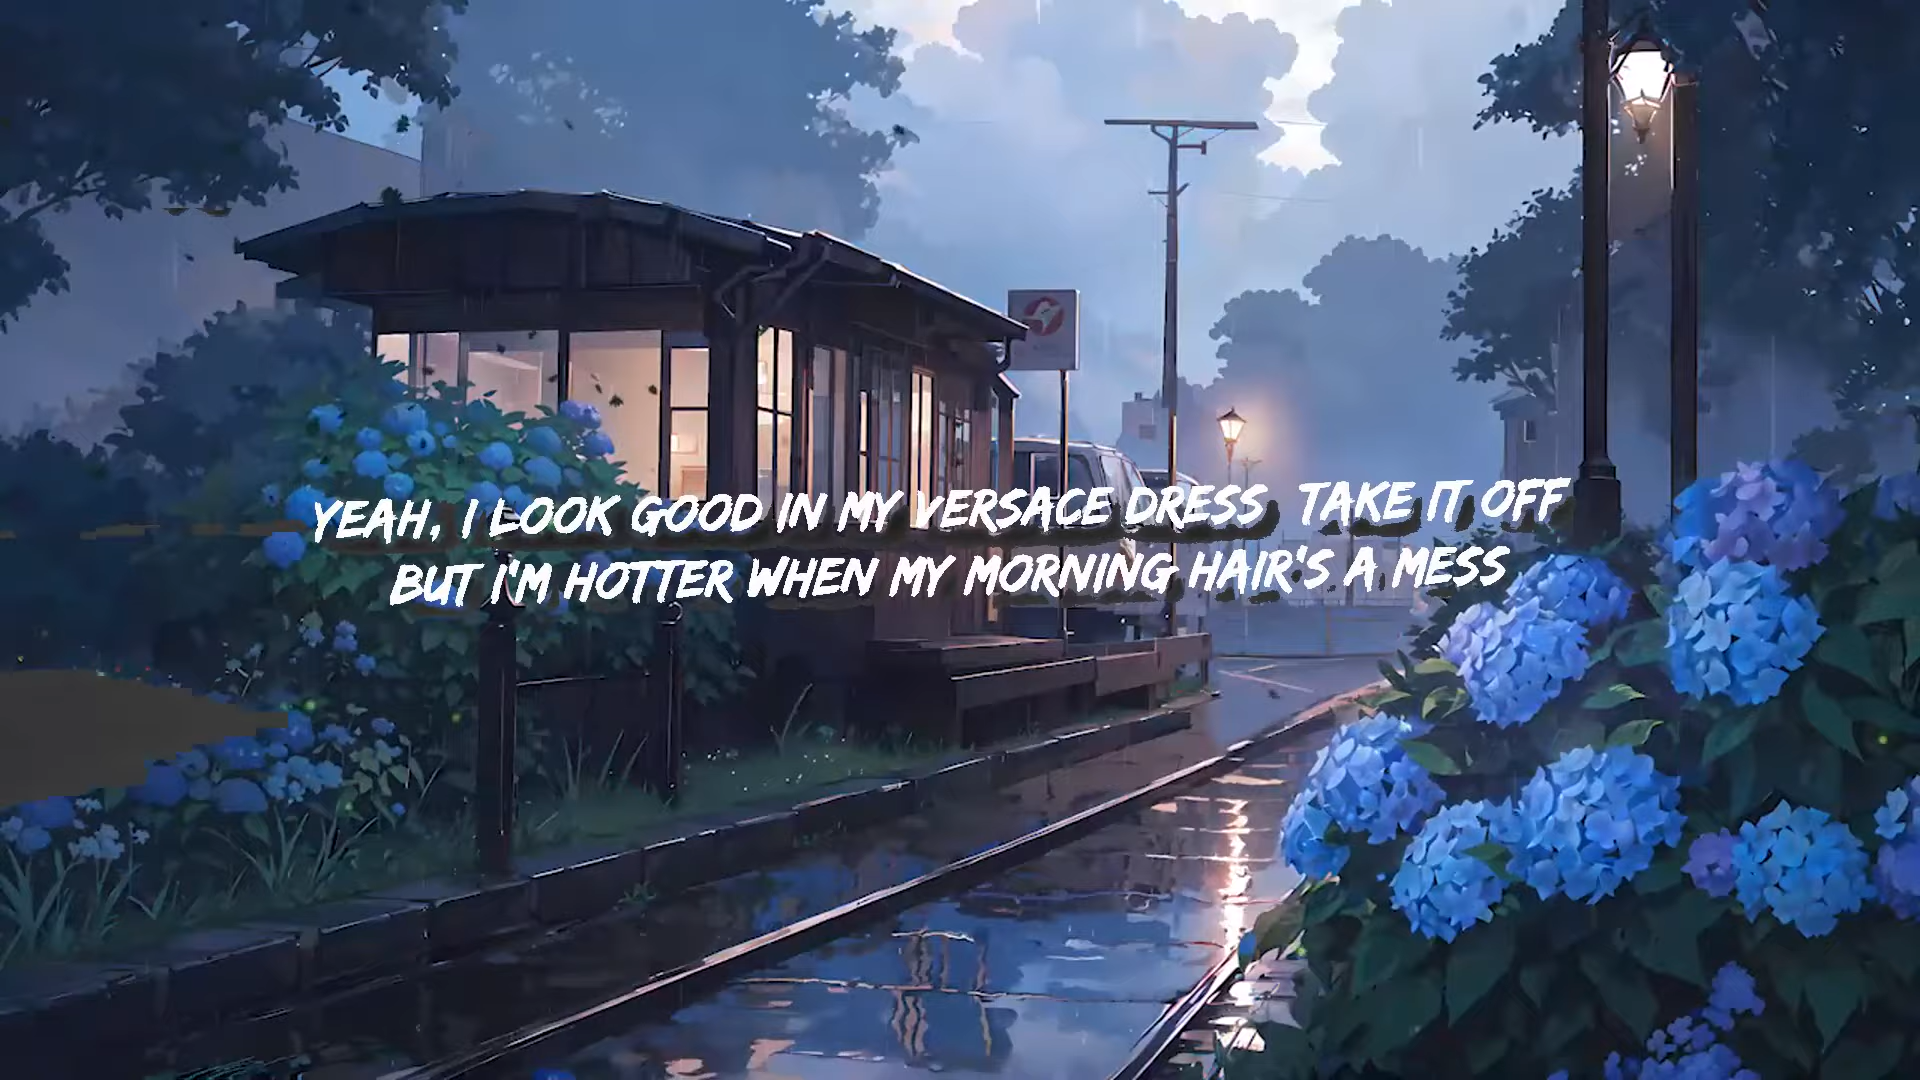 YEAH, I LOOK GOOD IN MY VERSACE DRESS TAKE IT OFF
BUT I'M HOTTER WHEN MY MORNING HAIR'S A MESS